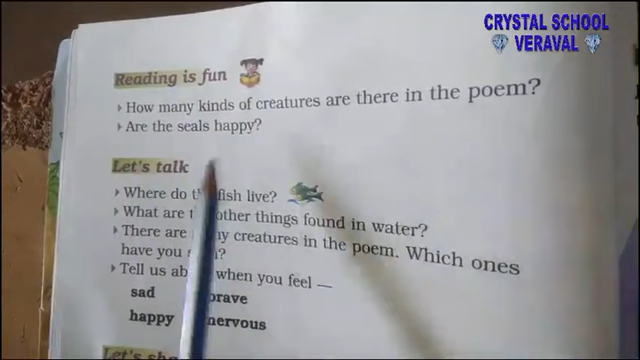 CRYSTAL SCHOOL
VERAVAL
Reading is fun
How many kinds of creatures are there in the poem?
Are the seals happy?
Let's talk
Where do fish live?
What are other things found in water?
There are creatures in the poem. Which ones
have you
Tell us when you feel —
sad brave
happy nervous
Let's